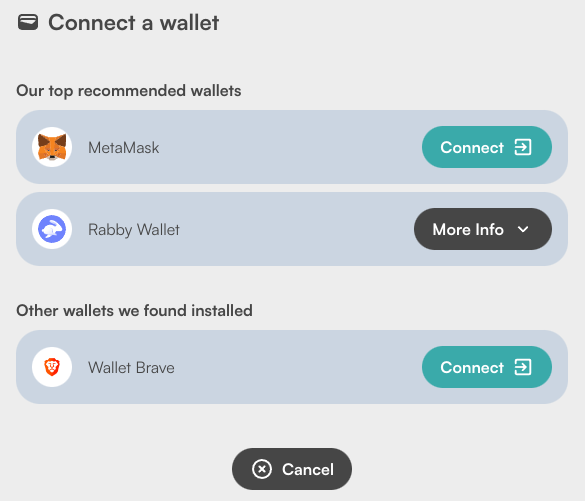 Connect a wallet
Our top recommended wallets
MetaMask
Connect
Rabby Wallet
More Info
Other wallets we found installed
Wallet Brave
Connect
Cancel